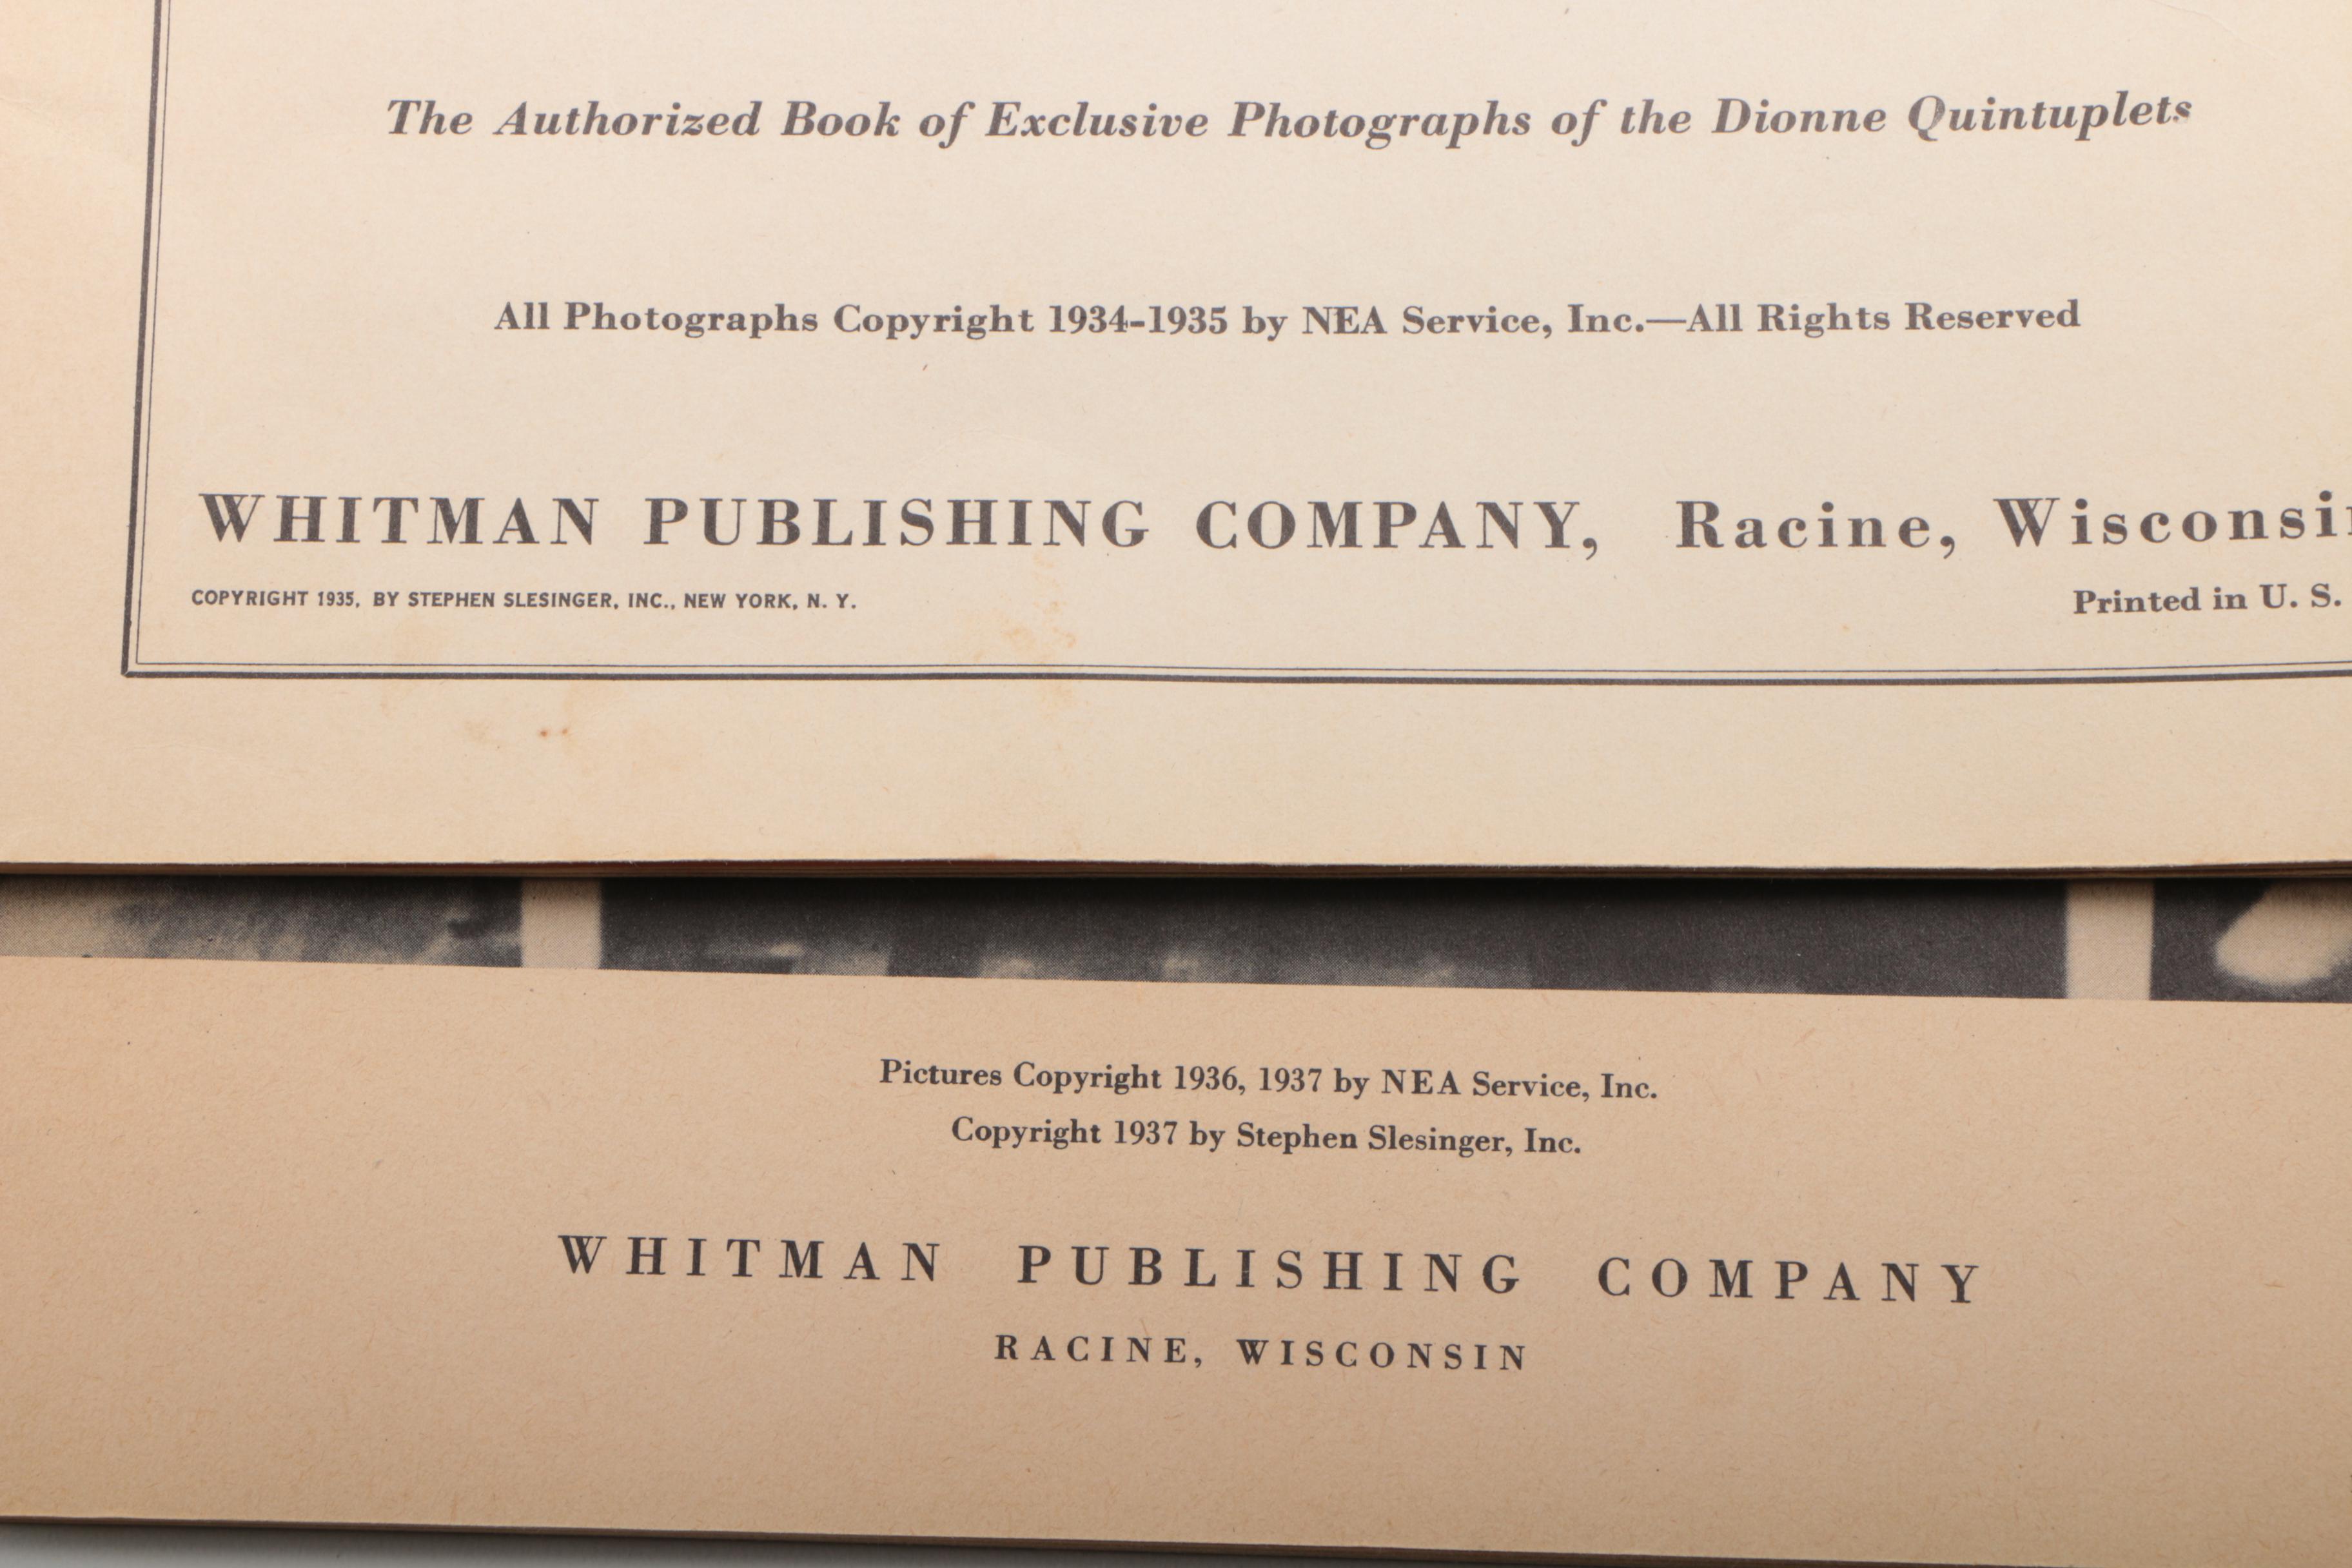 The Authorized Book of Exclusive Photographs of the Dionne Quintuplets
All Photographs Copyright 1934-1935 by NEA Service, Inc.—All Rights Reserved
WHITMAN PUBLISHING COMPANY, Racine, Wisconsin
COPYRIGHT 1935, BY STEPHEN SLESINGER, INC., NEW YORK, N. Y.
Printed in U. S.
Pictures Copyright 1936, 1937 by NEA Service, Inc.
Copyright 1937 by Stephen Slesinger, Inc.
WHITMAN PUBLISHING COMPANY
RACINE, WISCONSIN